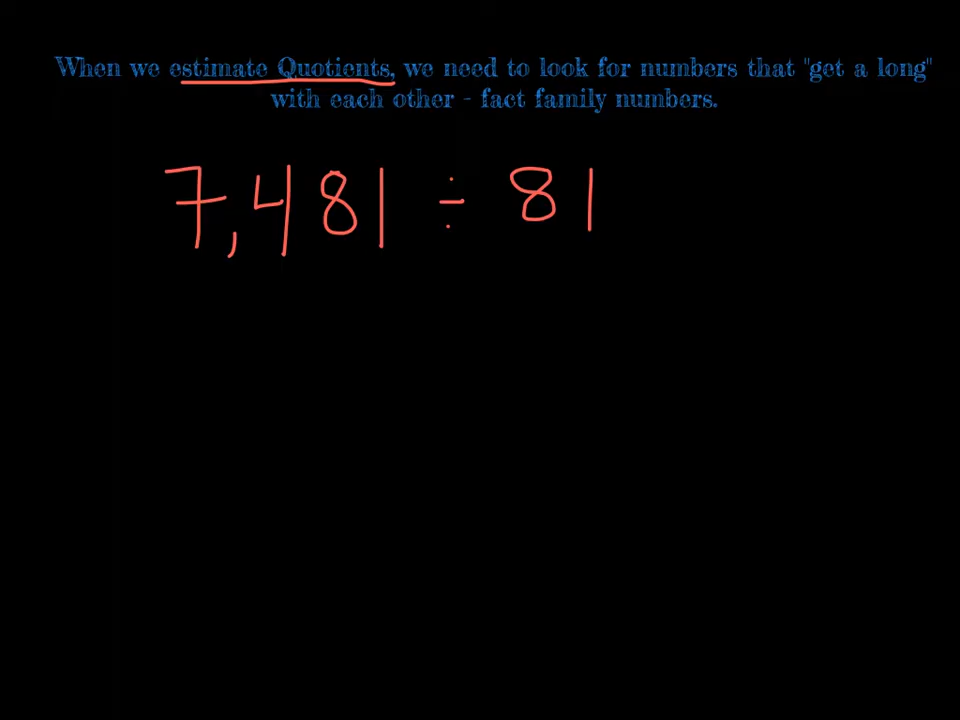 When we estimate Quotients, we need to look for numbers that "get a long"
with each other - fact family numbers.
7,481 ÷ 81